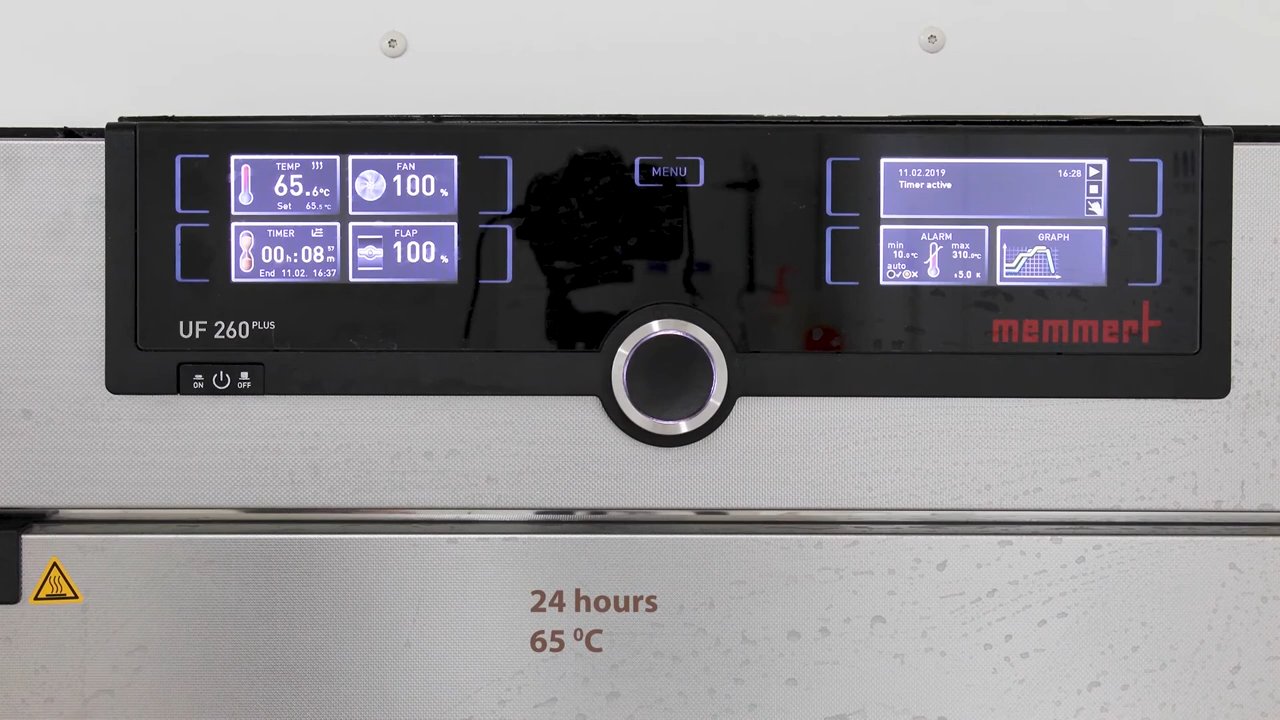 TEMP
65.6°C
Set 65.5 °C
FAN
100 %
TIMER
00h:08m 57
End 11.02. 16:37
FLAP
100 %
MENU
11.02.2019 16:28
Timer active
ALARM
min max
10.0°C 310.0°C
auto
±5.0 K
GRAPH
UF 260 PLUS
memmert
ON OFF
24 hours
65 ⁰C